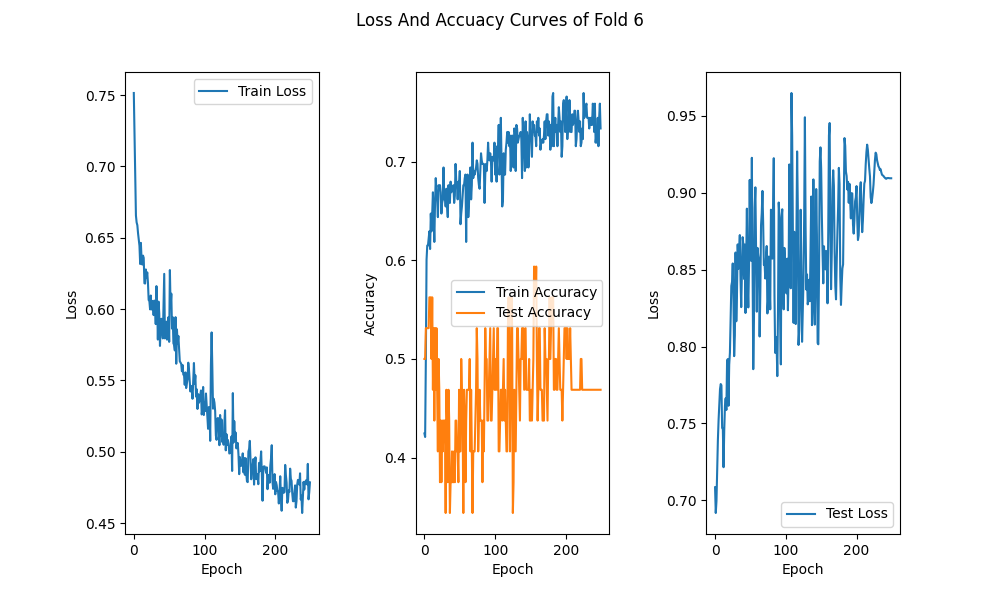 Loss And Accuacy Curves of Fold 6
0.75
0.70
0.65
0.60
0.55
0.50
0.45
Loss
0
100
200
Epoch
Train Loss
0.7
0.6
0.5
0.4
Accuracy
0
100
200
Epoch
Train Accuracy
Test Accuracy
0.95
0.90
0.85
0.80
0.75
0.70
Loss
0
100
200
Epoch
Test Loss